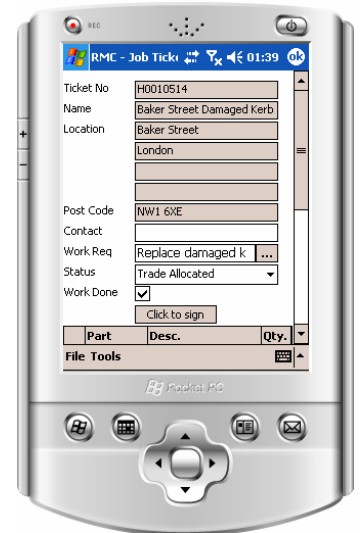 REC
RMC - Job Ticke 01:39 ok
Ticket No H0010514
Name Baker Street Damaged Kerb
Location Baker Street
London
Post Code NW1 6XE
Contact
Work Req Replace damaged k ...
Status Trade Allocated
Work Done
Click to sign
Part Desc. Qty.
File Tools
Pocket PC